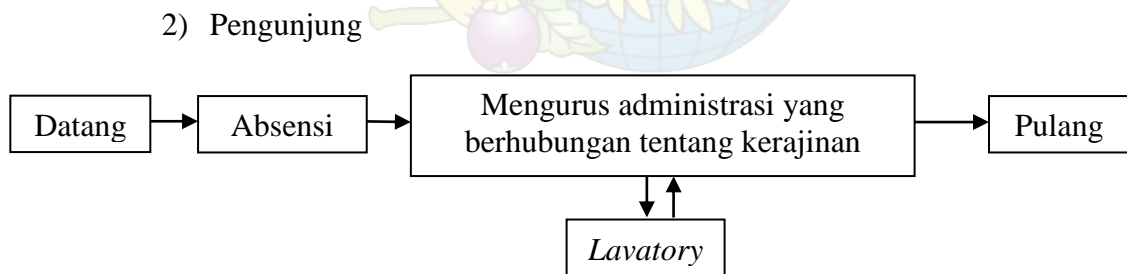 2) Pengunjung
Datang
Absensi
Mengurus administrasi yang
berhubungan tentang kerajinan
Pulang
Lavatory